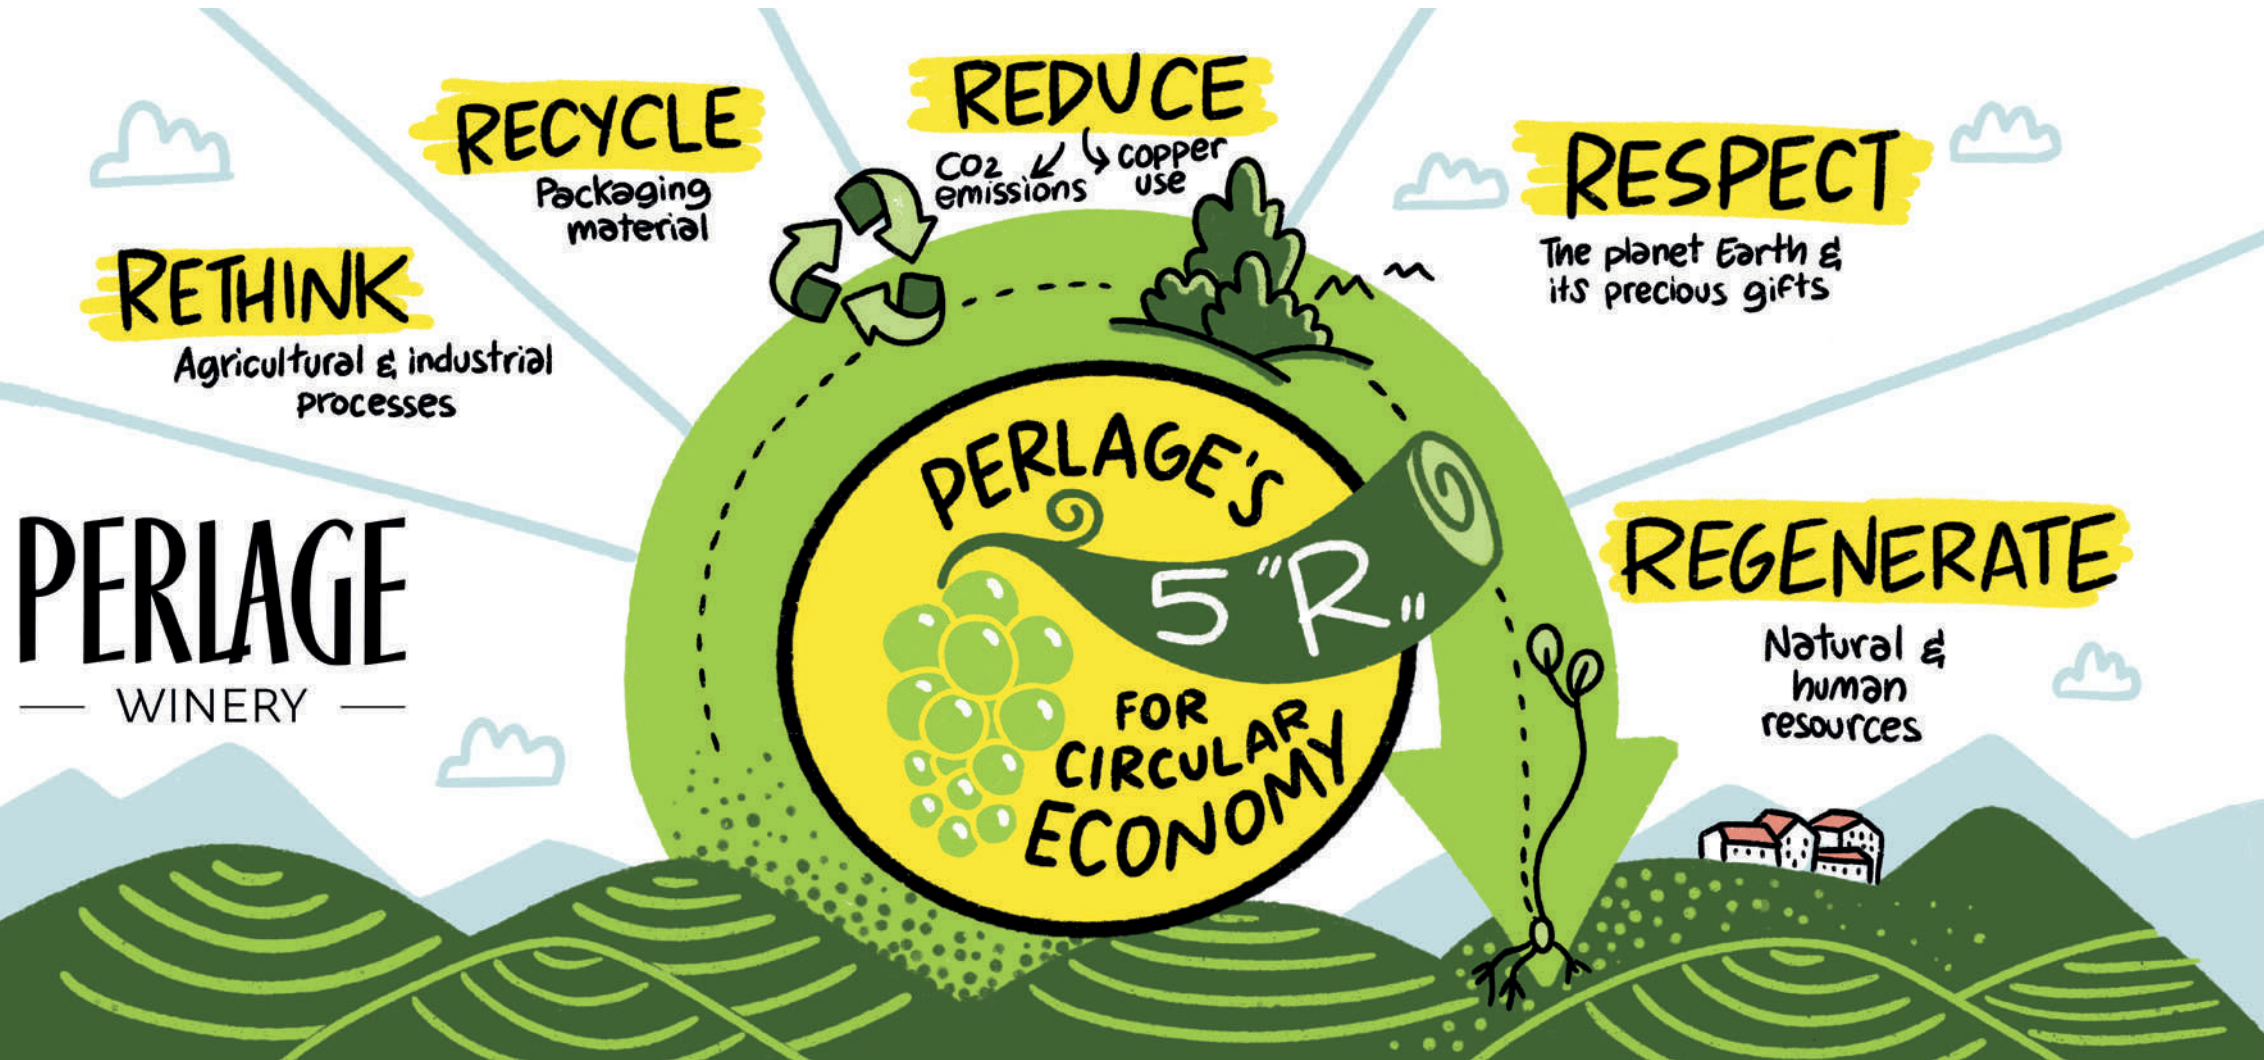 RETHINK
Agricultural & industrial
processes
RECYCLE
Packaging
material
REDUCE
CO2
emissions
copper
use
RESPECT
The planet Earth &
its precious gifts
REGENERATE
Natural &
human
resources
PERLAGE'S
5 "R"
FOR
CIRCULAR
ECONOMY
PERLAGE
WINERY